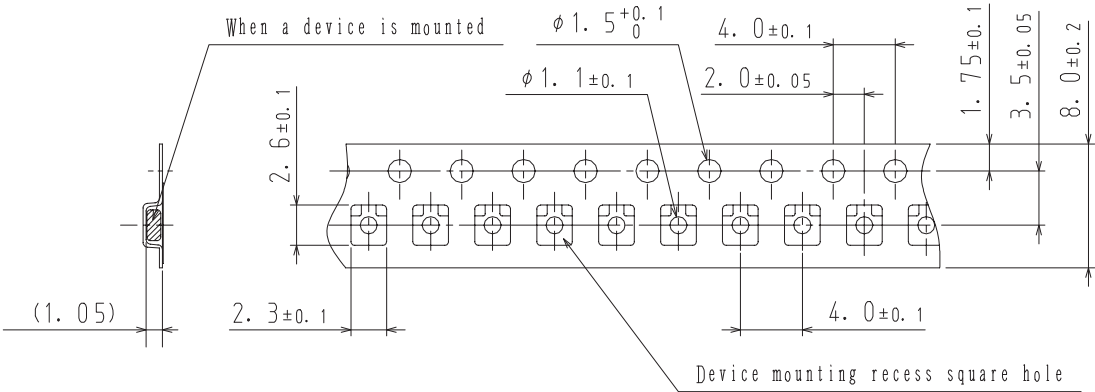 When a device is mounted
φ1. 5 +0. 1 0
4. 0±0. 1
φ1. 1±0. 1
2. 0±0. 05
1. 75±0. 1
3. 5±0. 05
8. 0±0. 2
2. 6±0. 1
(1. 05)
2. 3±0. 1
4. 0±0. 1
Device mounting recess square hole